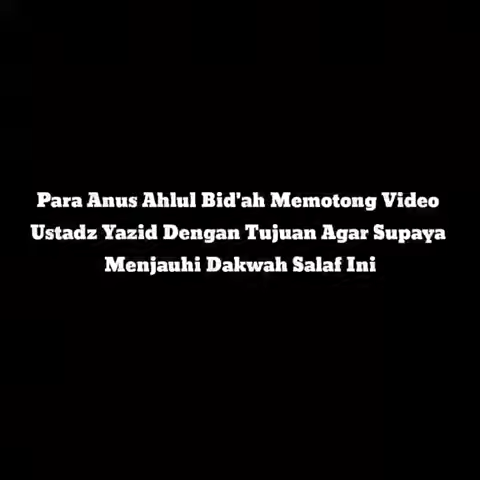 Para Anus Ahlul Bid'ah Memotong Video
Ustadz Yazid Dengan Tujuan Agar Supaya
Menjauhi Dakwah Salaf Ini